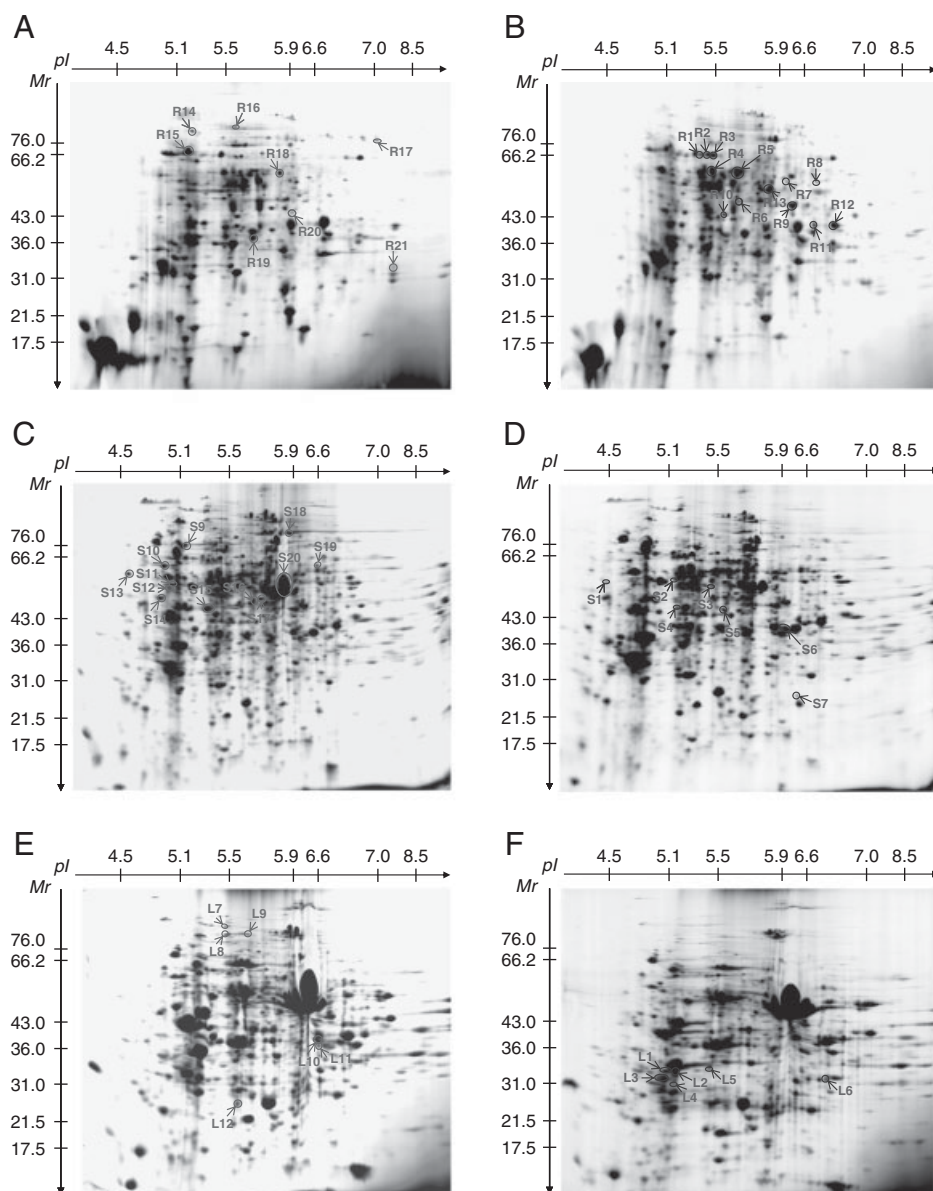 A
B
4.5 5.1 5.5 5.9 6.6 7.0 8.5
pI
Mr
76.0
66.2
43.0
36.0
31.0
21.5
17.5
R14
R16
R15
R17
R18
R20
R19
R21
4.5 5.1 5.5 5.9 6.6 7.0 8.5
pI
Mr
76.0
66.2
43.0
36.0
31.0
21.5
17.5
R1 R2 R3
R4 R5
R8
R7
R13
R6
R9
R12
R11
C
D
4.5 5.1 5.5 5.9 6.6 7.0 8.5
pI
Mr
76.0
66.2
43.0
36.0
31.0
21.5
17.5
S18
S9
S10
S19
S11
S20
S12
S13
S14
4.5 5.1 5.5 5.9 6.6 7.0 8.5
pI
Mr
76.0
66.2
43.0
36.0
31.0
21.5
17.5
S1
S2
S3
S4
S5
S6
S7
E
F
4.5 5.1 5.5 5.9 6.6 7.0 8.5
pI
Mr
76.0
66.2
43.0
36.0
31.0
21.5
17.5
L7
L9
L8
L10 L11
L12
4.5 5.1 5.5 5.9 6.6 7.0 8.5
pI
Mr
76.0
66.2
43.0
36.0
31.0
21.5
17.5
L1
L3 L2 L5
L4
L6